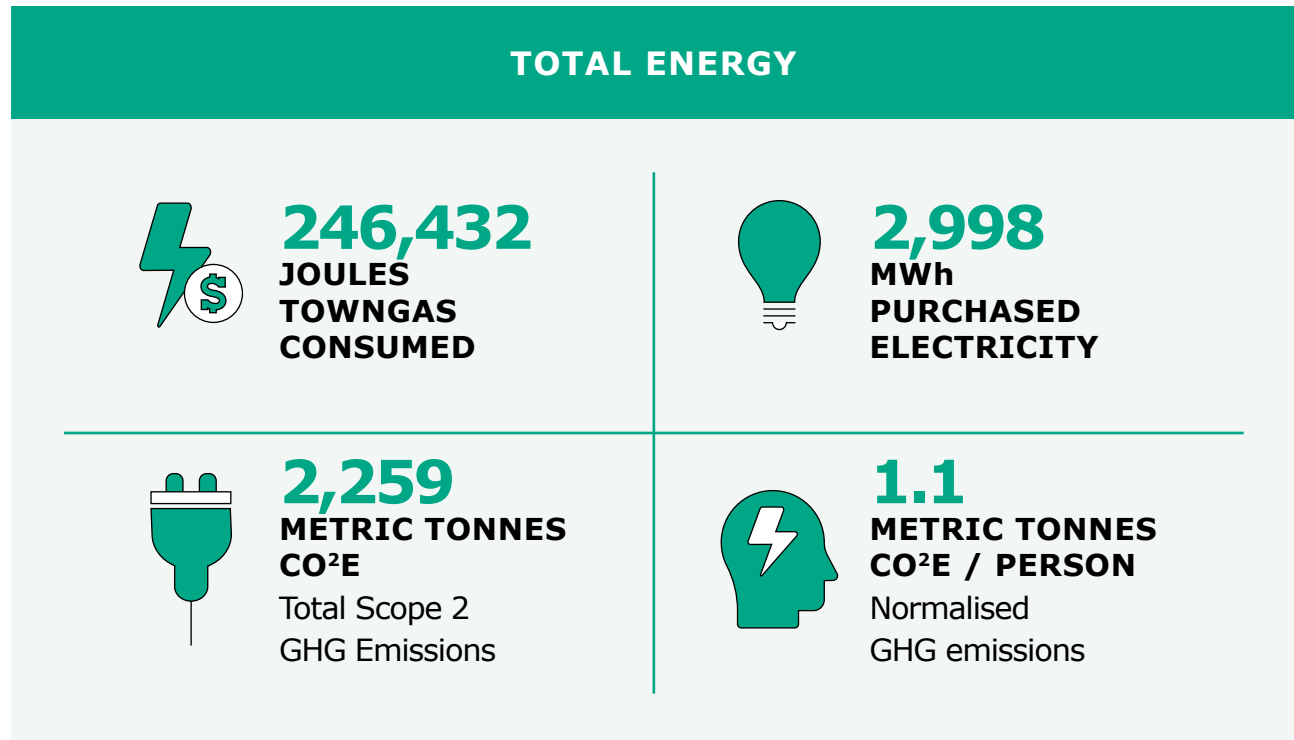 TOTAL ENERGY
246,432
JOULES
TOWNGAS
CONSUMED
2,998
MWh
PURCHASED
ELECTRICITY
$
2,259
METRIC TONNES
CO²E
Total Scope 2
GHG Emissions
1.1
METRIC TONNES
CO²E / PERSON
Normalised
GHG emissions